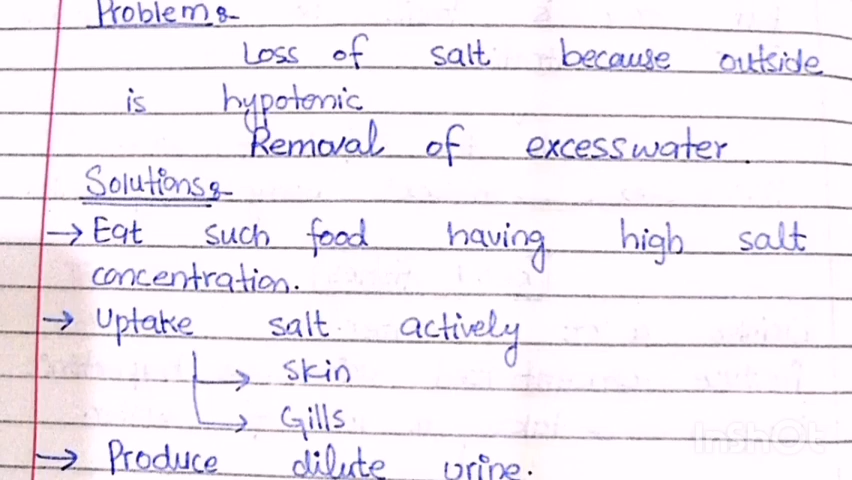 Problem:-
Loss of salt because outside
is hypotonic
Removal of excesswater.
Solutions:-
→ Eat such food having high salt
concentration.
→ Uptake salt actively
→ Skin
→ Gills
→ Produce dilute urine.
InShOt